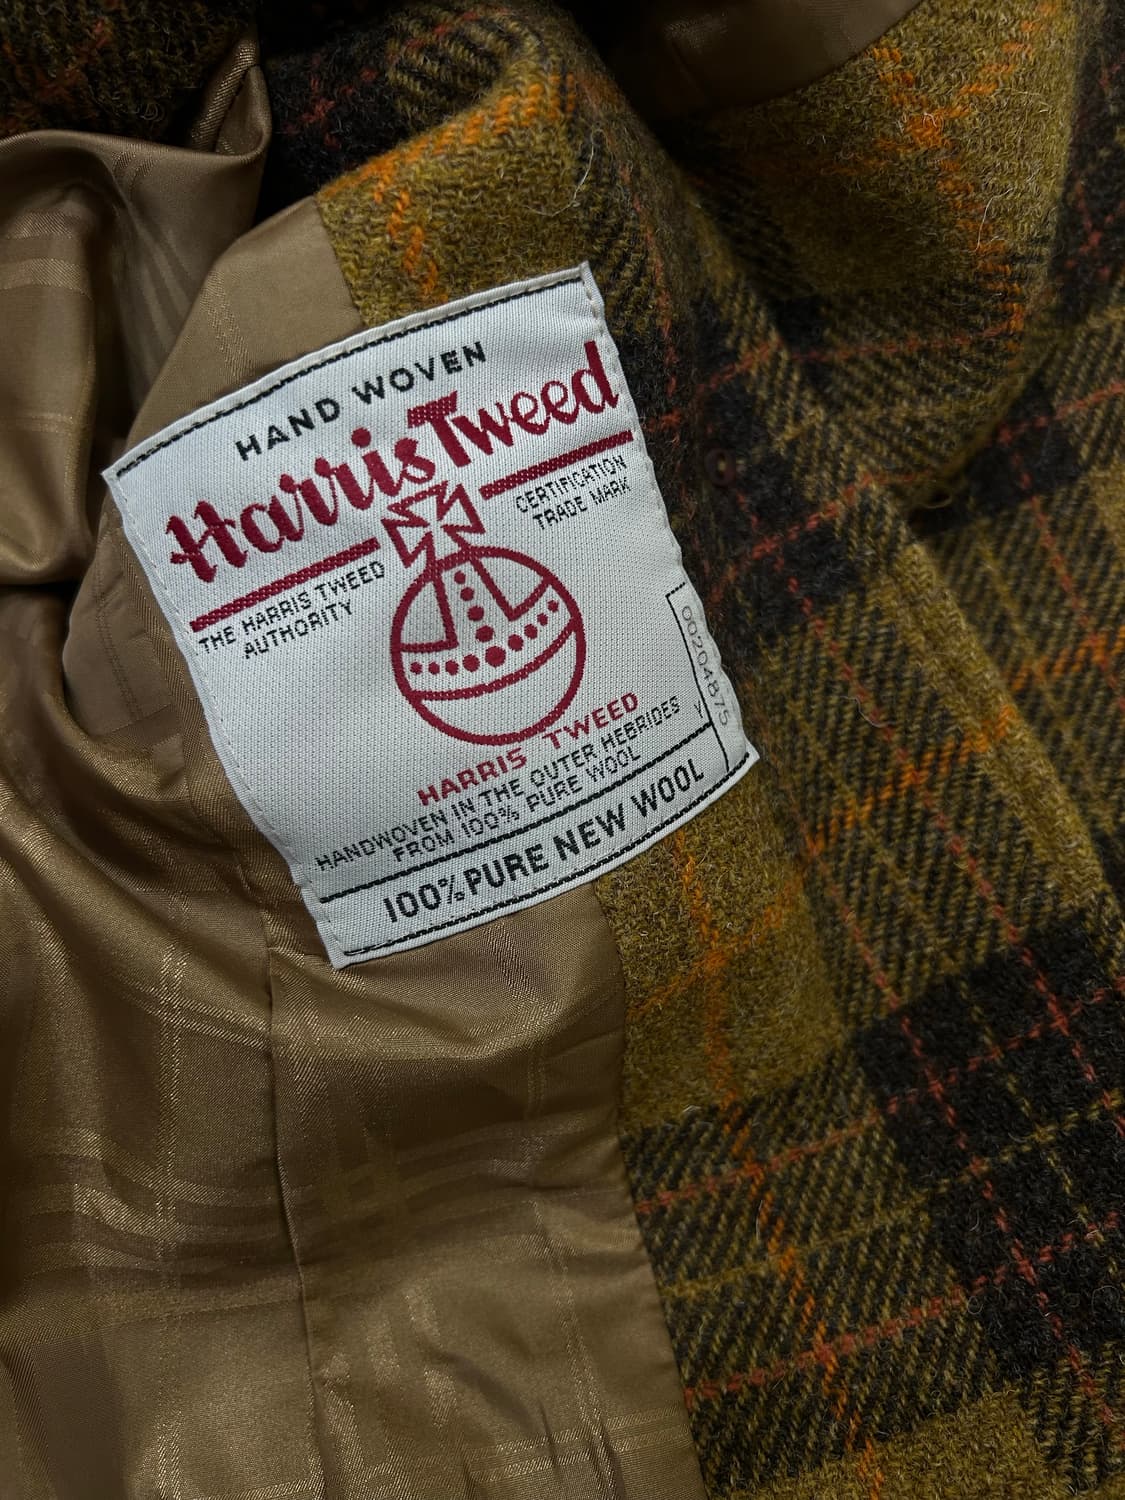 HAND WOVEN
Harris Tweed
CERTIFICATION
TRADE MARK
THE HARRIS TWEED
AUTHORITY
00204875
Y
HARRIS TWEED
HANDWOVEN IN THE OUTER HEBRIDES
FROM 100% PURE WOOL
100% PURE NEW WOOL